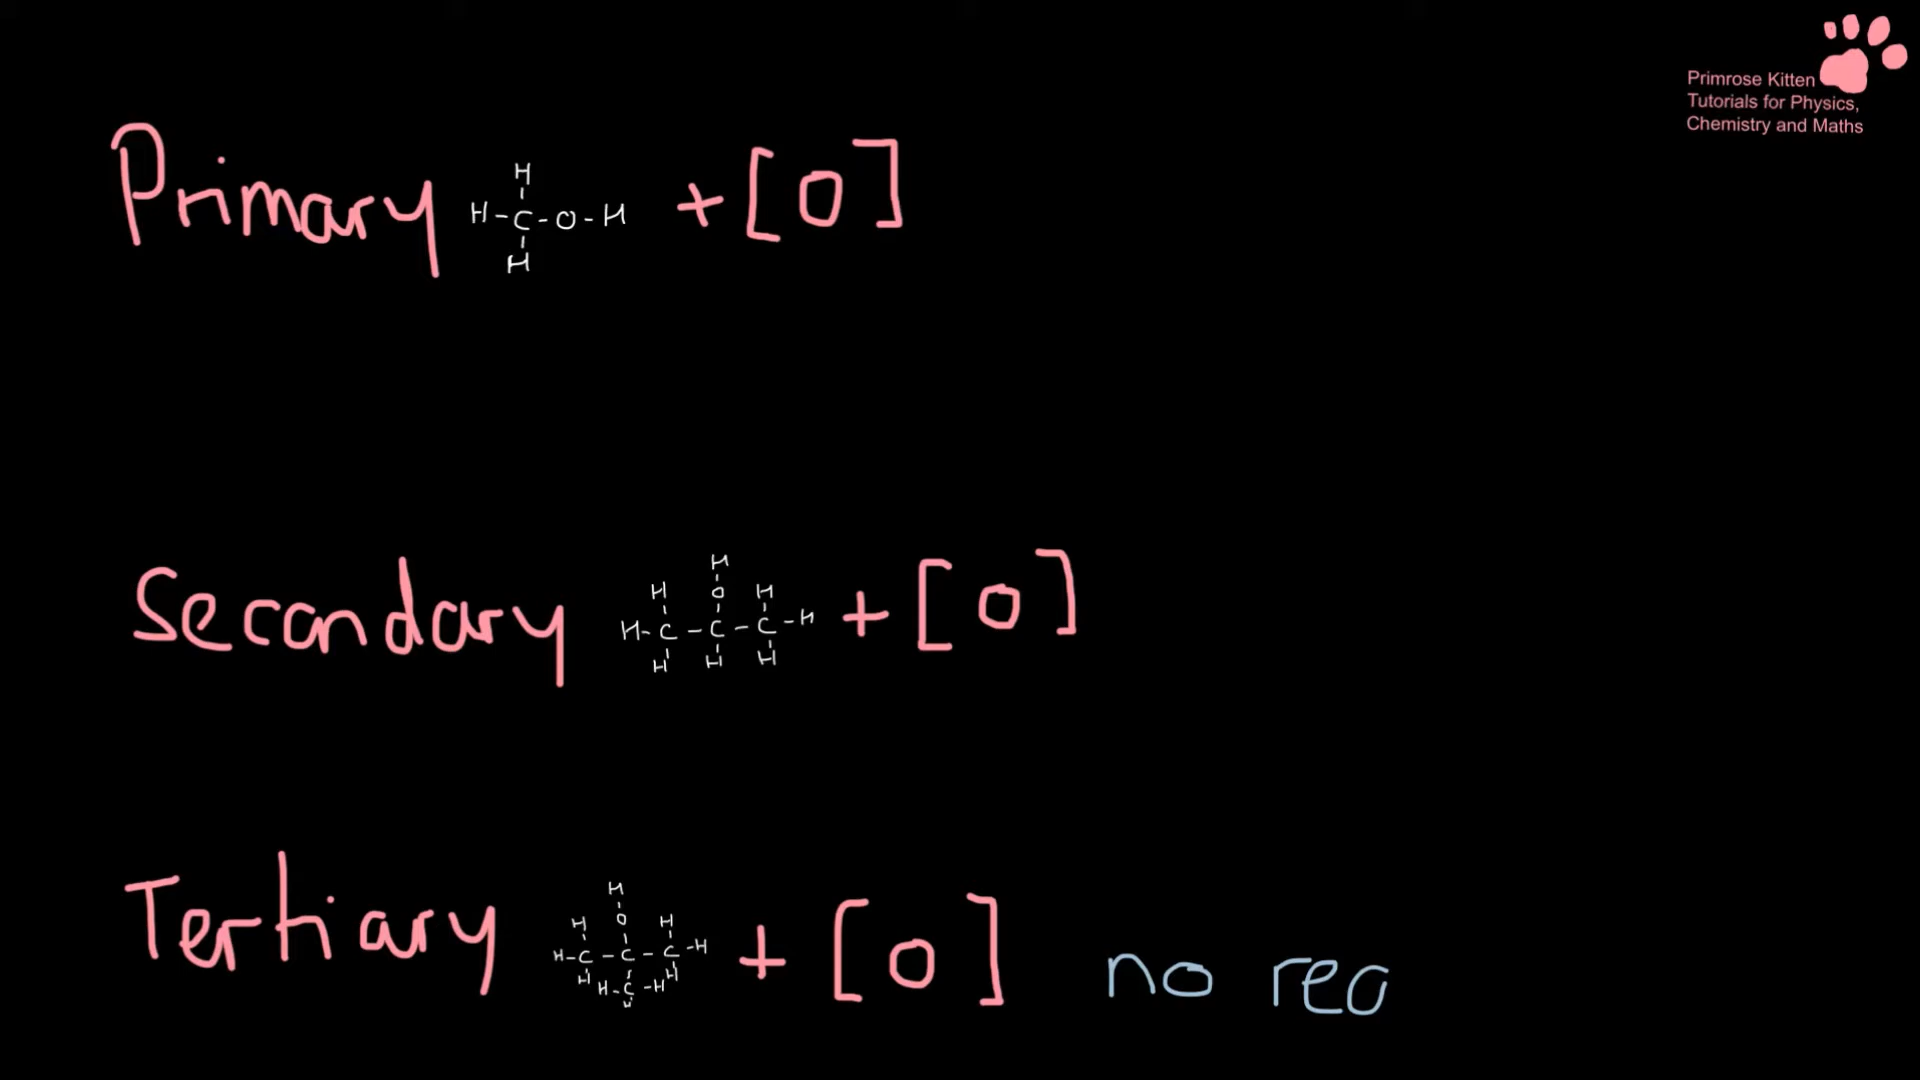 Primrose Kitten
Tutorials for Physics,
Chemistry and Maths
H
Primary H-C-O-H + [O]
H
H
H O H
Secondary H-C-C-C-H + [O]
H H H
H
H O H
Tertiary H-C-C-C-H + [O] no rea
H H-C-H H
H